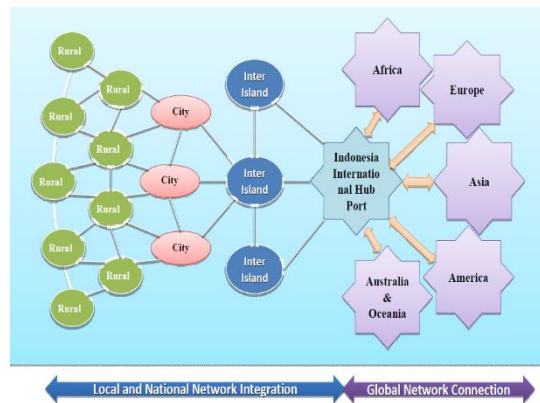 Rural
Rural
Rural
Rural
Rural
Rural
Rural
Rural
Rural
City
City
City
Inter
Island
Inter
Island
Inter
Island
Indonesia
Internatio
nal Hub
Port
Africa
Europe
Asia
America
Australia
&
Oceania
Local and National Network Integration
Global Network Connection